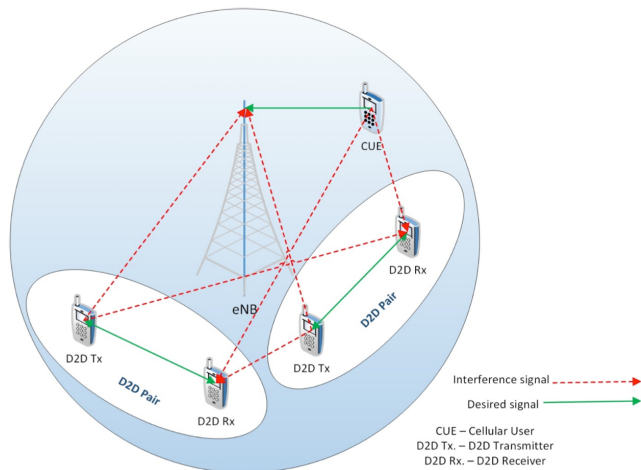 CUE
D2D Rx
eNB
D2D Pair
D2D Tx
D2D Tx
D2D Pair
D2D Rx
Interference signal
Desired signal
CUE – Cellular User
D2D Tx. – D2D Transmitter
D2D Rx. – D2D Receiver